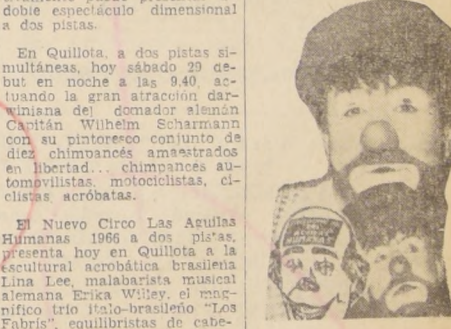 doble espectáculo dimensional
a dos pistas.
En Quillota, a dos pistas si-
multáneas, hoy sábado 29 de-
but en noche a las 9,40, ac-
tuando la gran atracción dar-
winiana del domador alemán
Capitán Wilhelm Scharmann
con su pintoresco conjunto de
diez chimpancés amaestrados
en libertad... chimpancés au-
tomovilistas, motociclistas, ci-
clistas, acróbatas.
El Nuevo Circo Las Aguilas
Humanas 1966 a dos pistas,
presenta hoy en Quillota a la
escultural acrobática brasileña
Lina Lee, malabarista musical
alemana Erika Willey, el mag-
nífico trío italo-brasileño "Los
Fabris", equilibristas de cabe-
LAS
AGUILAS
HUMANAS